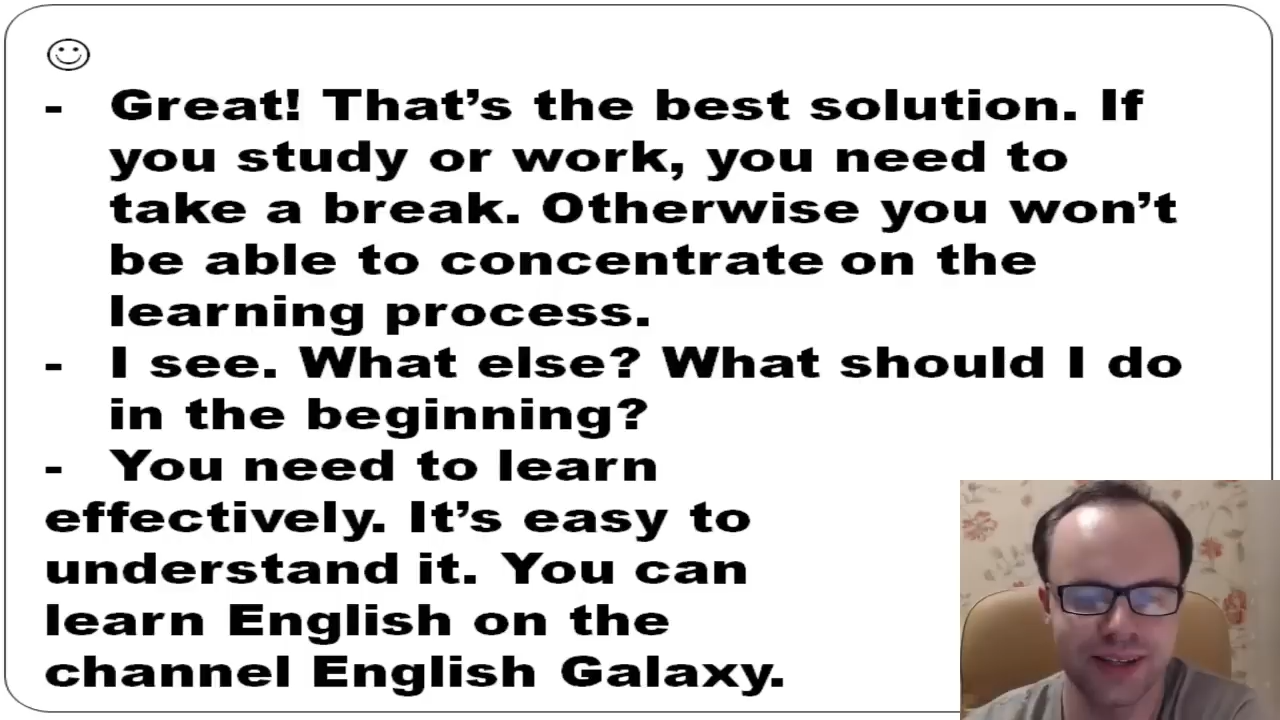 - Great! That’s the best solution. If
you study or work, you need to
take a break. Otherwise you won’t
be able to concentrate on the
learning process.
- I see. What else? What should I do
in the beginning?
- You need to learn
effectively. It’s easy to
understand it. You can
learn English on the
channel English Galaxy.